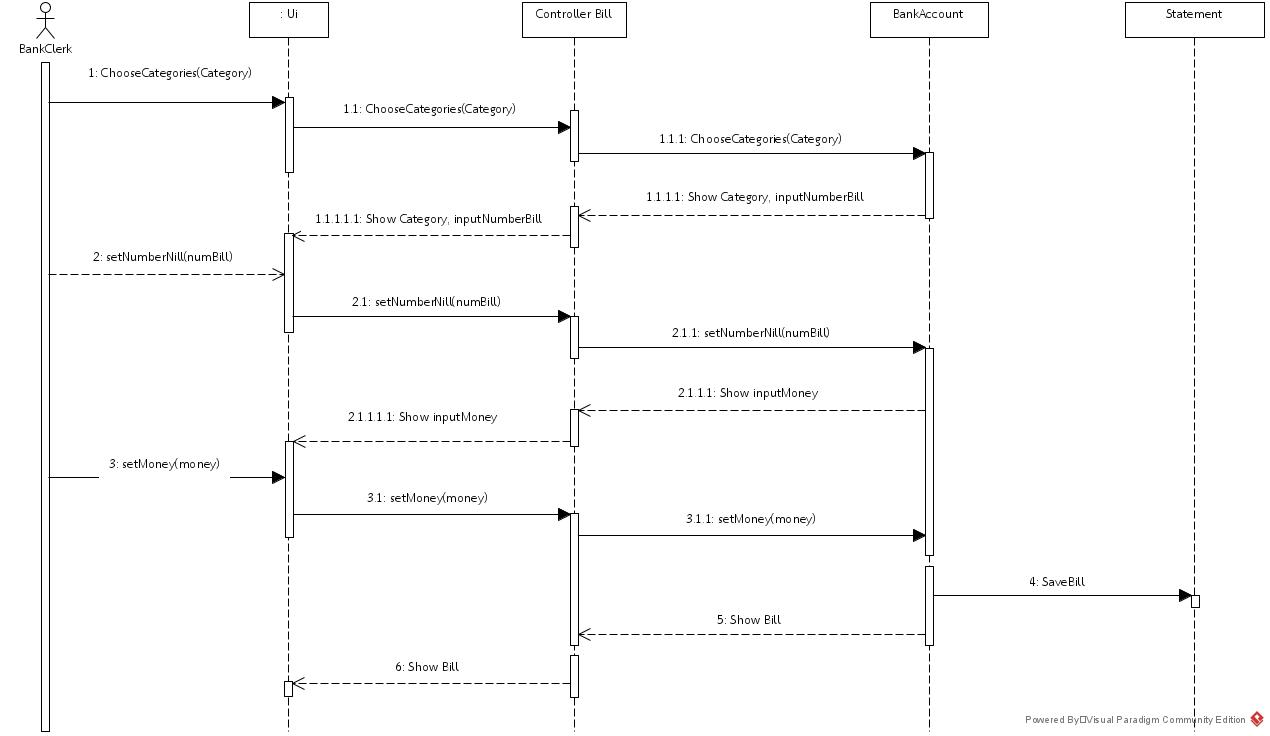 : Ui
Controller Bill
BankAccount
Statement
BankClerk
1: ChooseCategories(Category)
1.1: ChooseCategories(Category)
1.1.1: ChooseCategories(Category)
1.1.1.1: Show Category, inputNumberBill
1.1.1.1.1: Show Category, inputNumberBill
2: setNumberNill(numBill)
2.1: setNumberNill(numBill)
2.1.1: setNumberNill(numBill)
2.1.1.1: Show inputMoney
2.1.1.1.1: Show inputMoney
3: setMoney(money)
3.1: setMoney(money)
3.1.1: setMoney(money)
4: SaveBill
5: Show Bill
6: Show Bill
Powered By□Visual Paradigm Community Edition